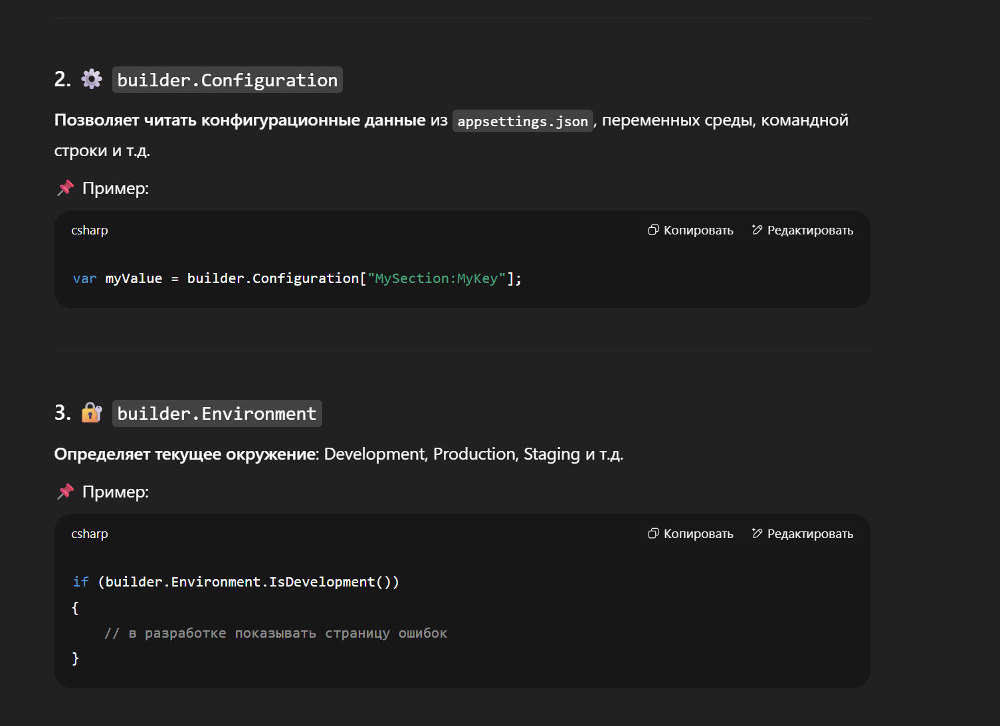 2. ⚙️ builder.Configuration
Позволяет читать конфигурационные данные из appsettings.json, переменных среды, командной
строки и т.д.
📌 Пример:
csharp Копировать Редактировать
var myValue = builder.Configuration["MySection:MyKey"];
3. 🔐 builder.Environment
Определяет текущее окружение: Development, Production, Staging и т.д.
📌 Пример:
csharp Копировать Редактировать
if (builder.Environment.IsDevelopment())
{
    // в разработке показывать страницу ошибок
}